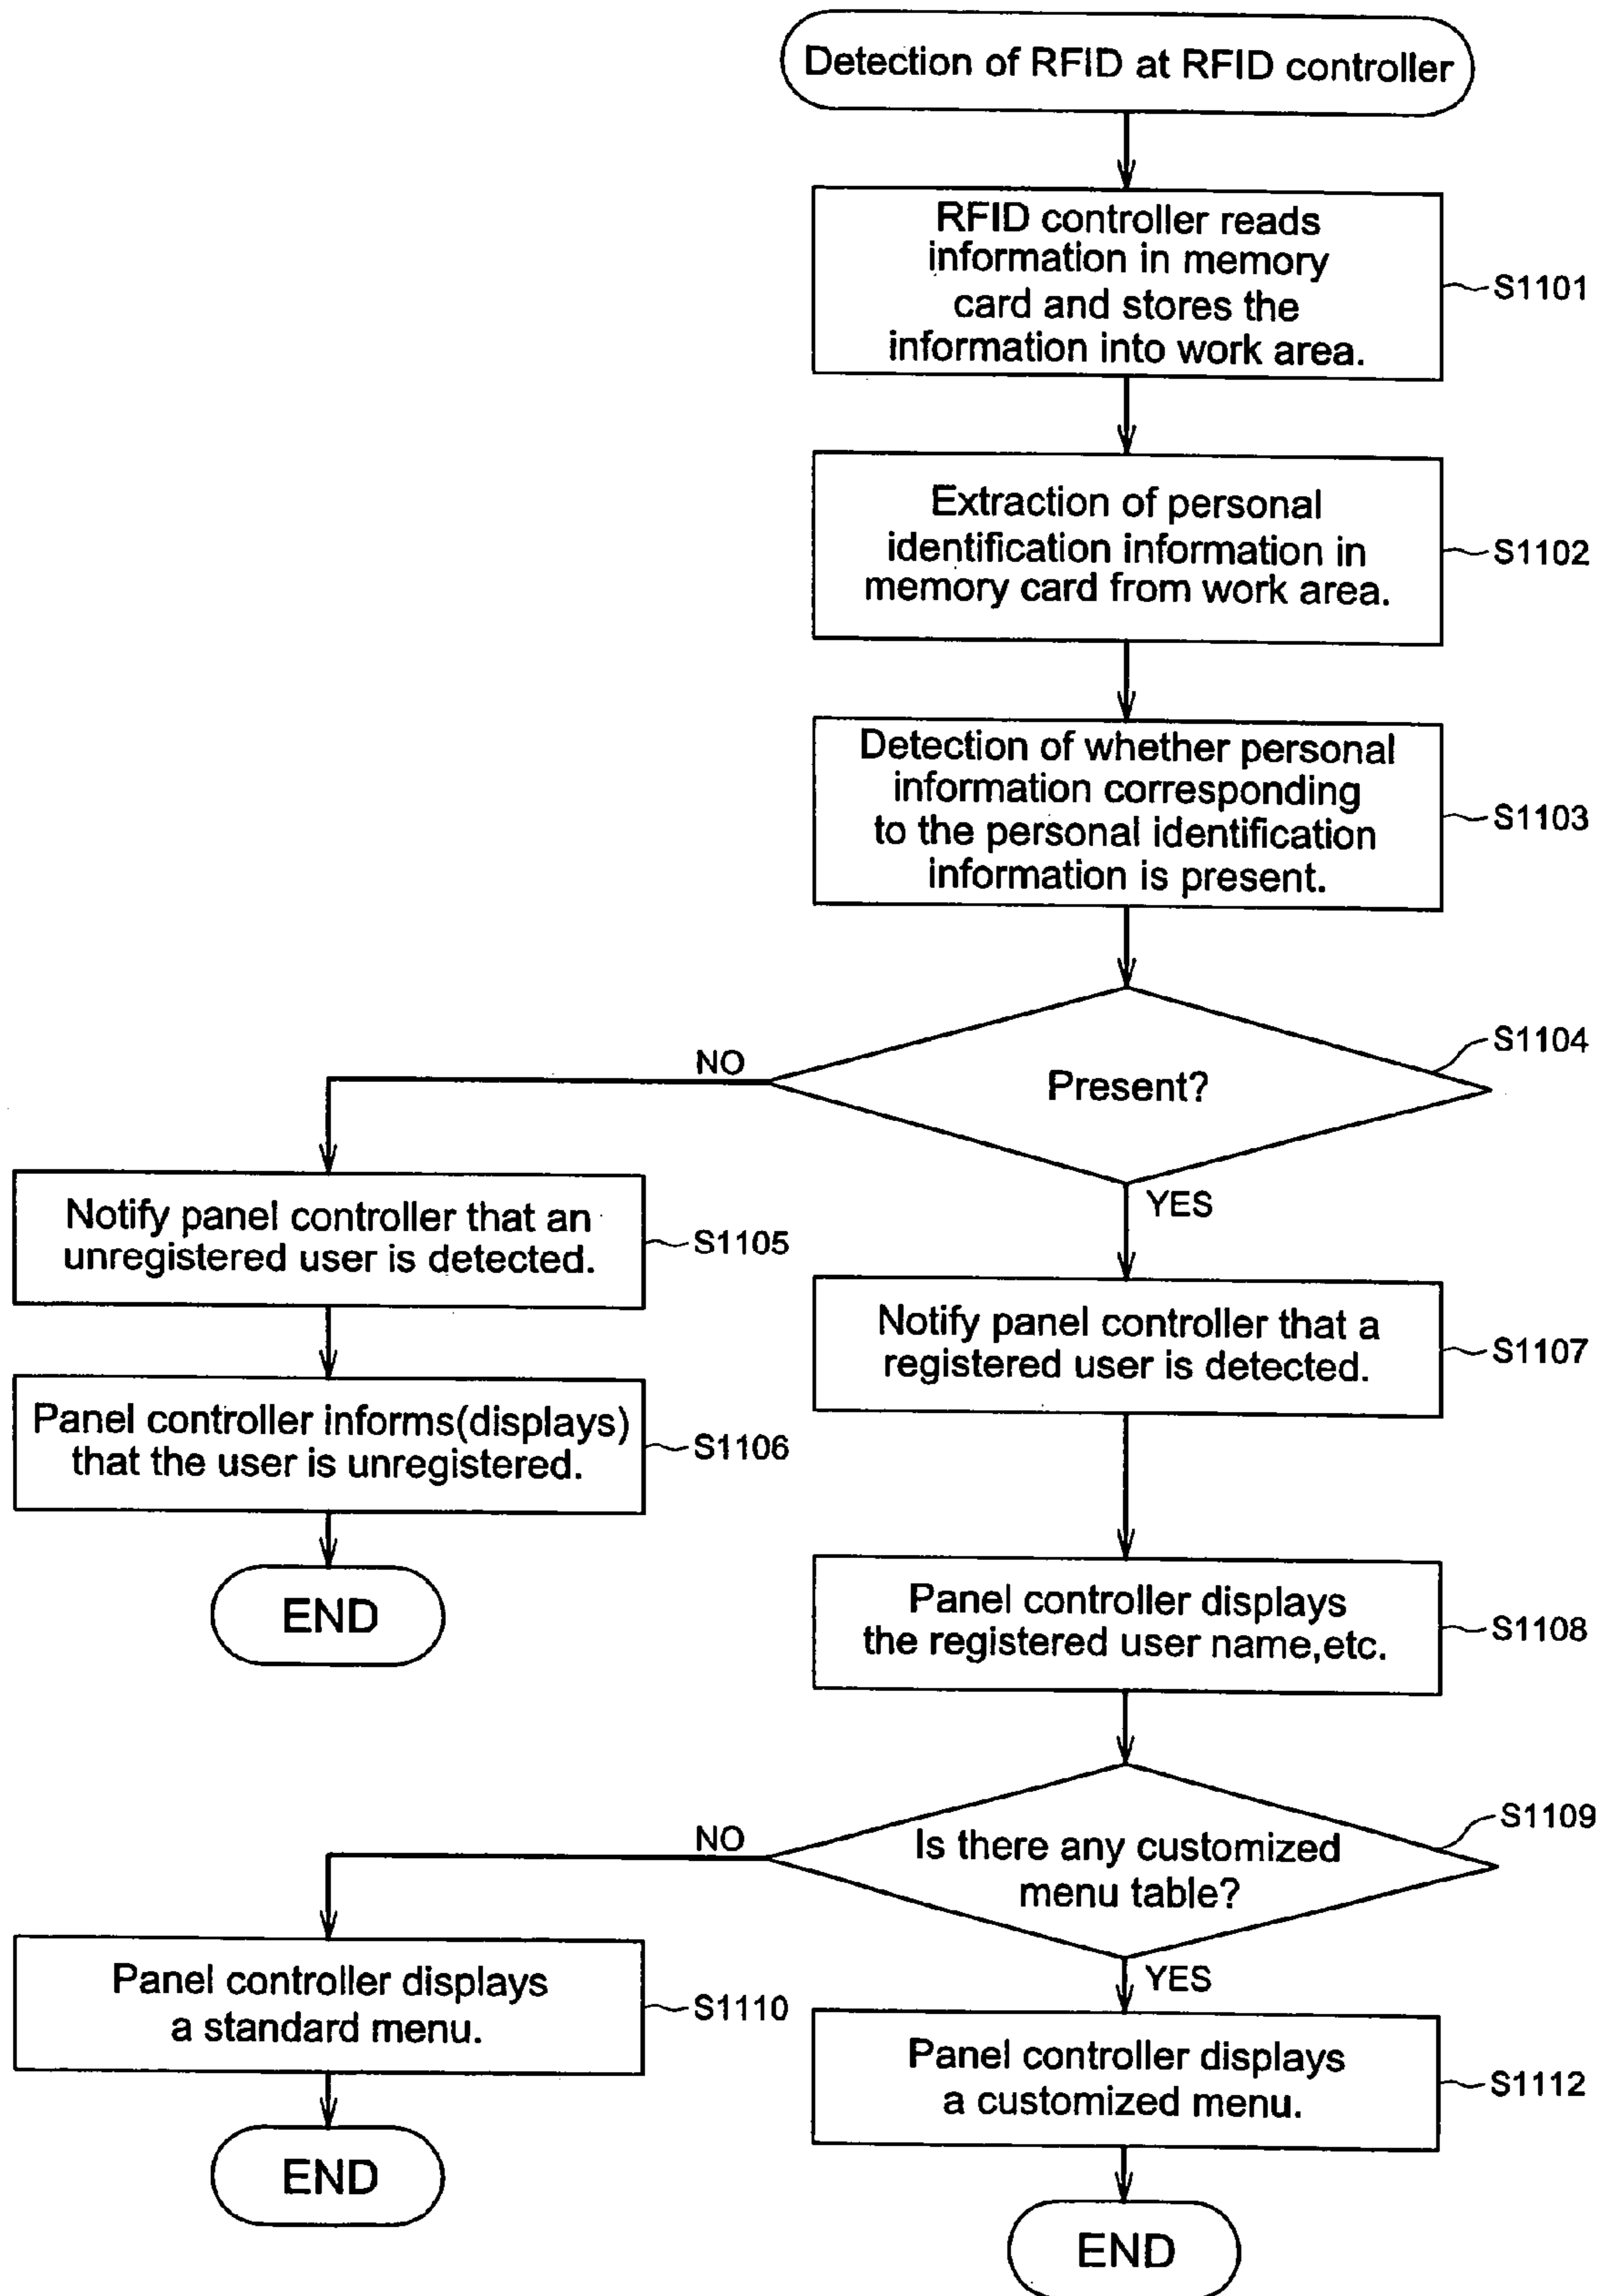 Detection of RFID at RFID controller
RFID controller reads
information in memory
card and stores the
information into work area.
S1101
Extraction of personal
identification information in
memory card from work area.
S1102
Detection of whether personal
information corresponding
to the personal identification
information is present.
S1103
Present?
S1104
NO
YES
Notify panel controller that an
unregistered user is detected.
S1105
Panel controller informs(displays)
that the user is unregistered.
S1106
END
Notify panel controller that a
registered user is detected.
S1107
Panel controller displays
the registered user name,etc.
S1108
Is there any customized
menu table?
S1109
NO
YES
Panel controller displays
a standard menu.
S1110
END
Panel controller displays
a customized menu.
S1112
END